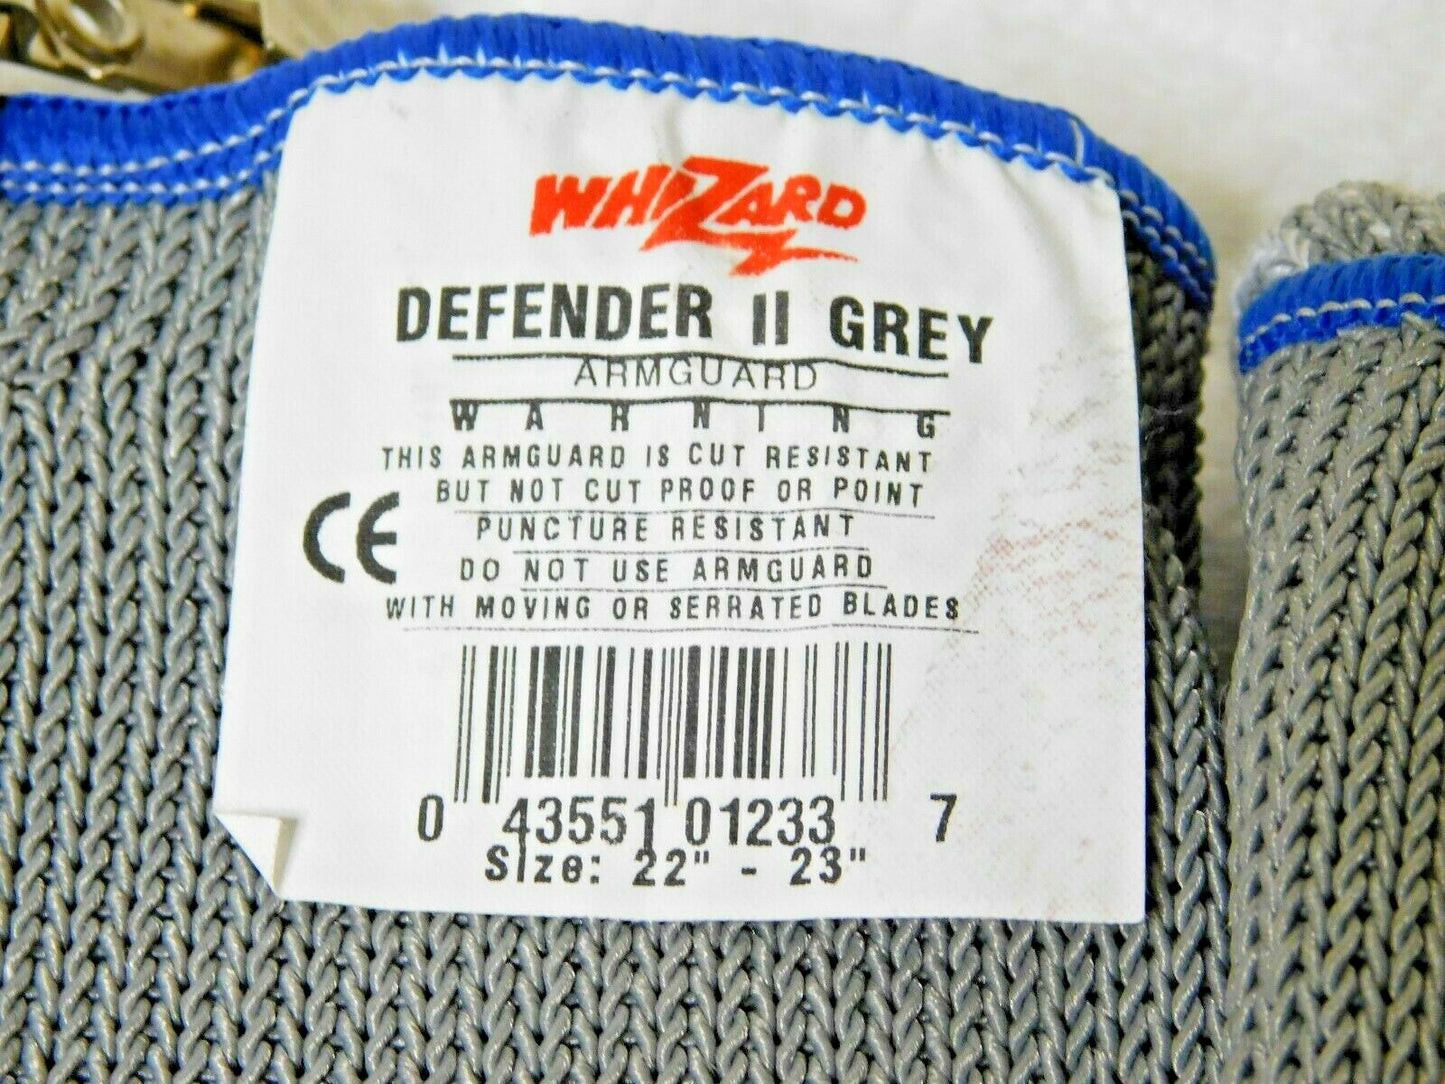 WHIZARD
DEFENDER II GREY
ARMGUARD
WARNING
THIS ARMGUARD IS CUT RESISTANT
BUT NOT CUT PROOF OR POINT
PUNCTURE RESISTANT
DO NOT USE ARMGUARD
WITH MOVING OR SERRATED BLADES
CE
0 43551 01233 7
Size: 22" - 23"